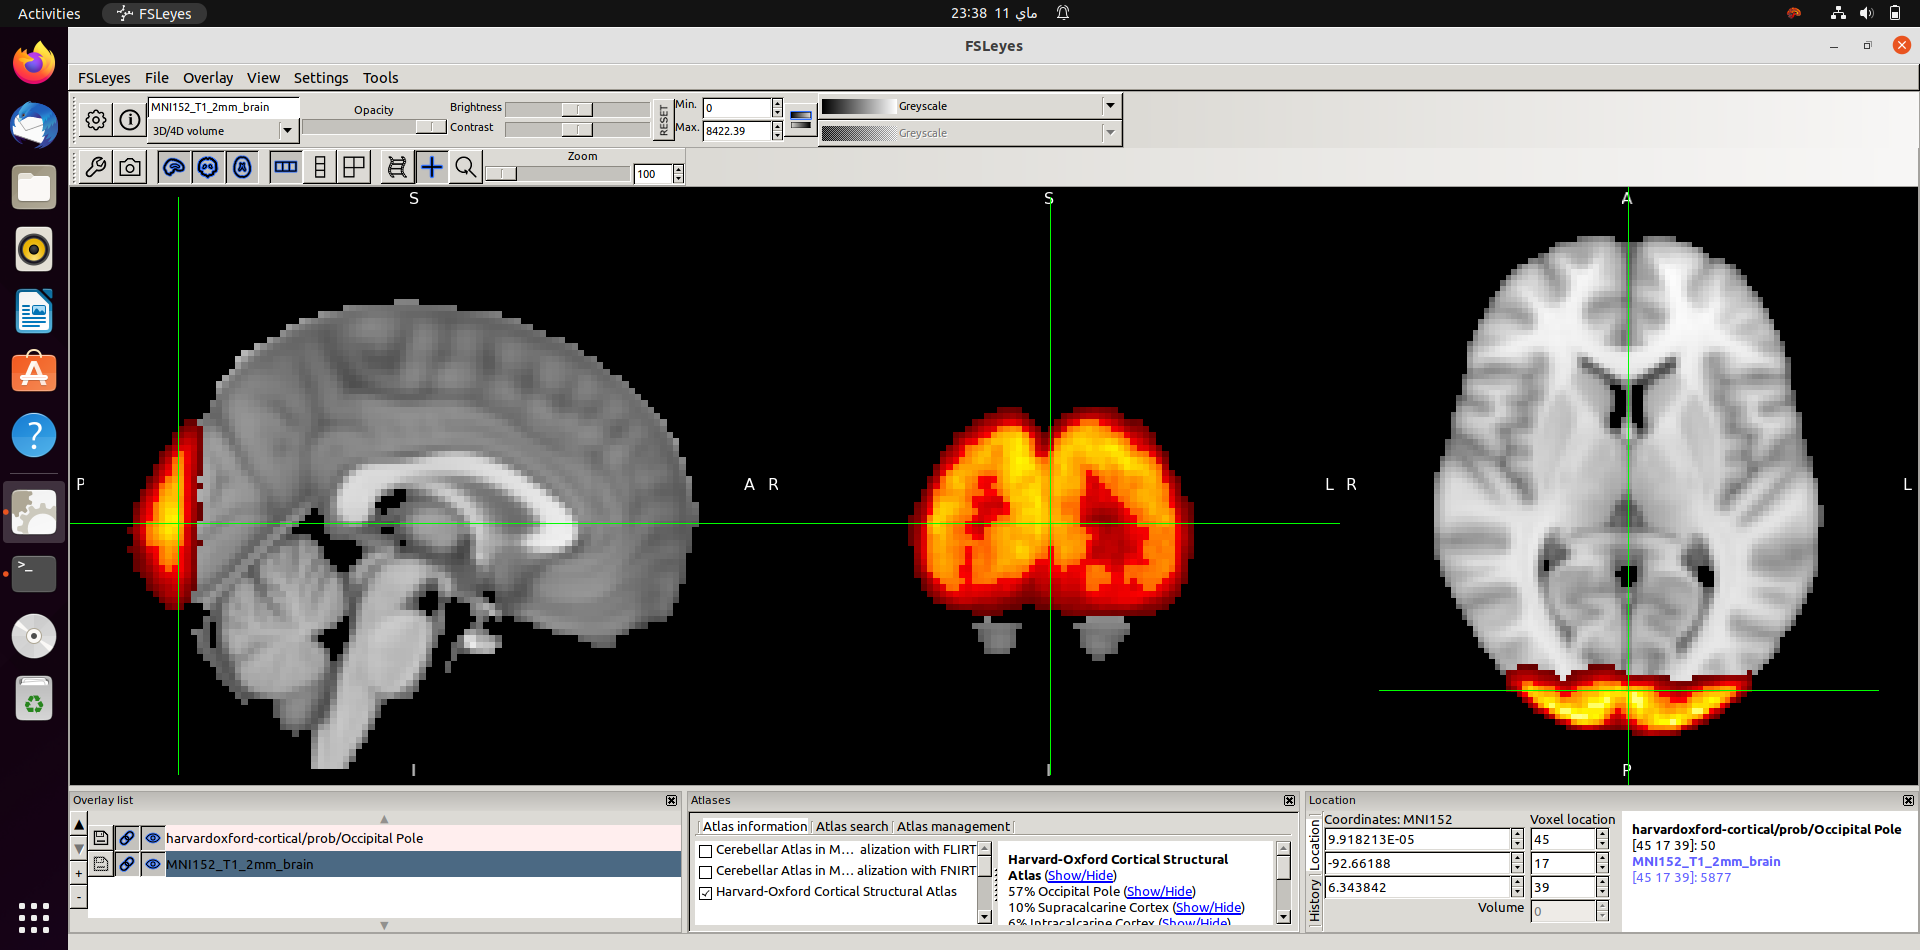 Activities
FSLeyes
23:38 11 ماي
FSLeyes
FSLeyes File Overlay View Settings Tools
MNI152_T1_2mm_brain
3D/4D volume
Opacity
Brightness
Contrast
RESET
Min. 0
Max. 8422.39
Greyscale
Greyscale
Zoom
100
S
S
A
P
A R
L R
L
I
I
P
Overlay list
harvardoxford-cortical/prob/Occipital Pole
MNI152_T1_2mm_brain
Atlases
Atlas information Atlas search Atlas management
Cerebellar Atlas in M... alization with FLIRT
Cerebellar Atlas in M... alization with FNIRT
Harvard-Oxford Cortical Structural Atlas
Harvard-Oxford Cortical Structural
Atlas (Show/Hide)
57% Occipital Pole (Show/Hide)
10% Supracalcarine Cortex (Show/Hide)
6% Intracalcarine Cortex (Show/Hide)
Location
Location
History
Coordinates: MNI152 Voxel location
9.918213E-05 45
-92.66188 17
6.343842 39
Volume 0
harvardoxford-cortical/prob/Occipital Pole
[45 17 39]: 50
MNI152_T1_2mm_brain
[45 17 39]: 5877